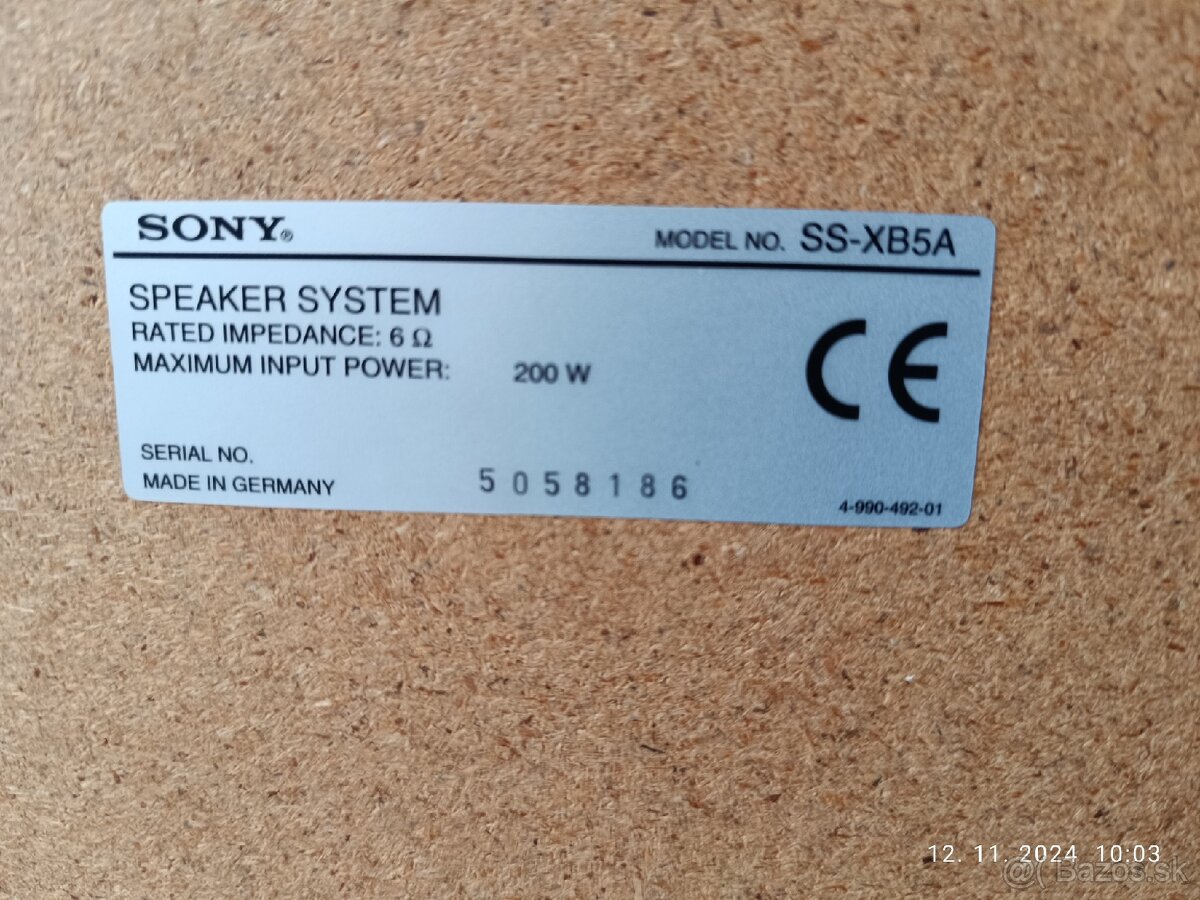 SONY®
MODEL NO. SS-XB5A
SPEAKER SYSTEM
RATED IMPEDANCE: 6 Ω
MAXIMUM INPUT POWER: 200 W
CE
SERIAL NO.
MADE IN GERMANY
5058186
4-990-492-01
12. 11. 2024 10:03
@( Bazos.sk